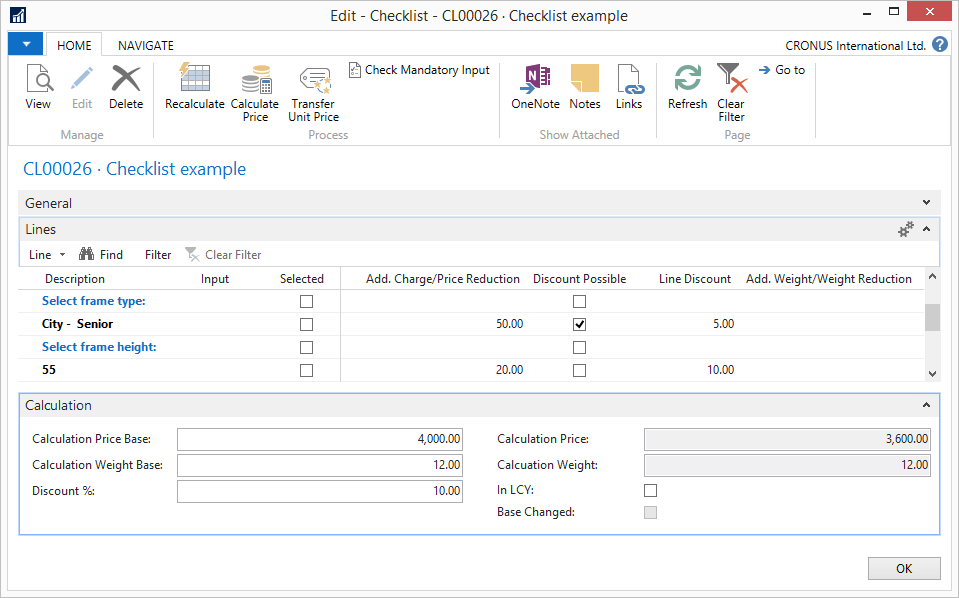 Edit - Checklist - CL00026 · Checklist example
HOME NAVIGATE CRONUS International Ltd. ?
View Edit Delete Recalculate Calculate Price Transfer Unit Price Check Mandatory Input OneNote Notes Links Refresh Clear Filter Go to
Manage Process Show Attached Page
CL00026 · Checklist example
General
Lines
Line Find Filter Clear Filter
Description Input Selected Add. Charge/Price Reduction Discount Possible Line Discount Add. Weight/Weight Reduction
Select frame type:
City - Senior 50.00 5.00
Select frame height:
55 20.00 10.00
Calculation
Calculation Price Base: 4,000.00 Calculation Price: 3,600.00
Calculation Weight Base: 12.00 Calcuation Weight: 12.00
Discount %: 10.00 In LCY:
Base Changed:
OK